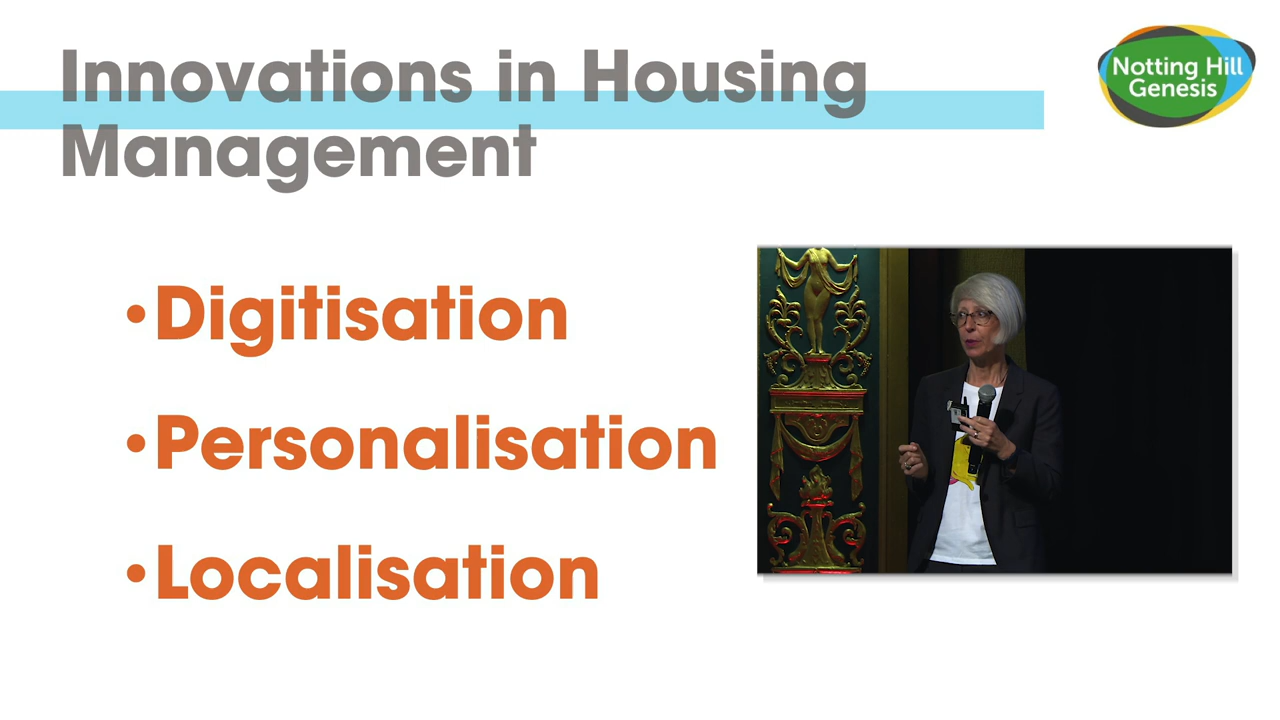 Innovations in Housing
Management
Notting Hill
Genesis
•Digitisation
•Personalisation
•Localisation